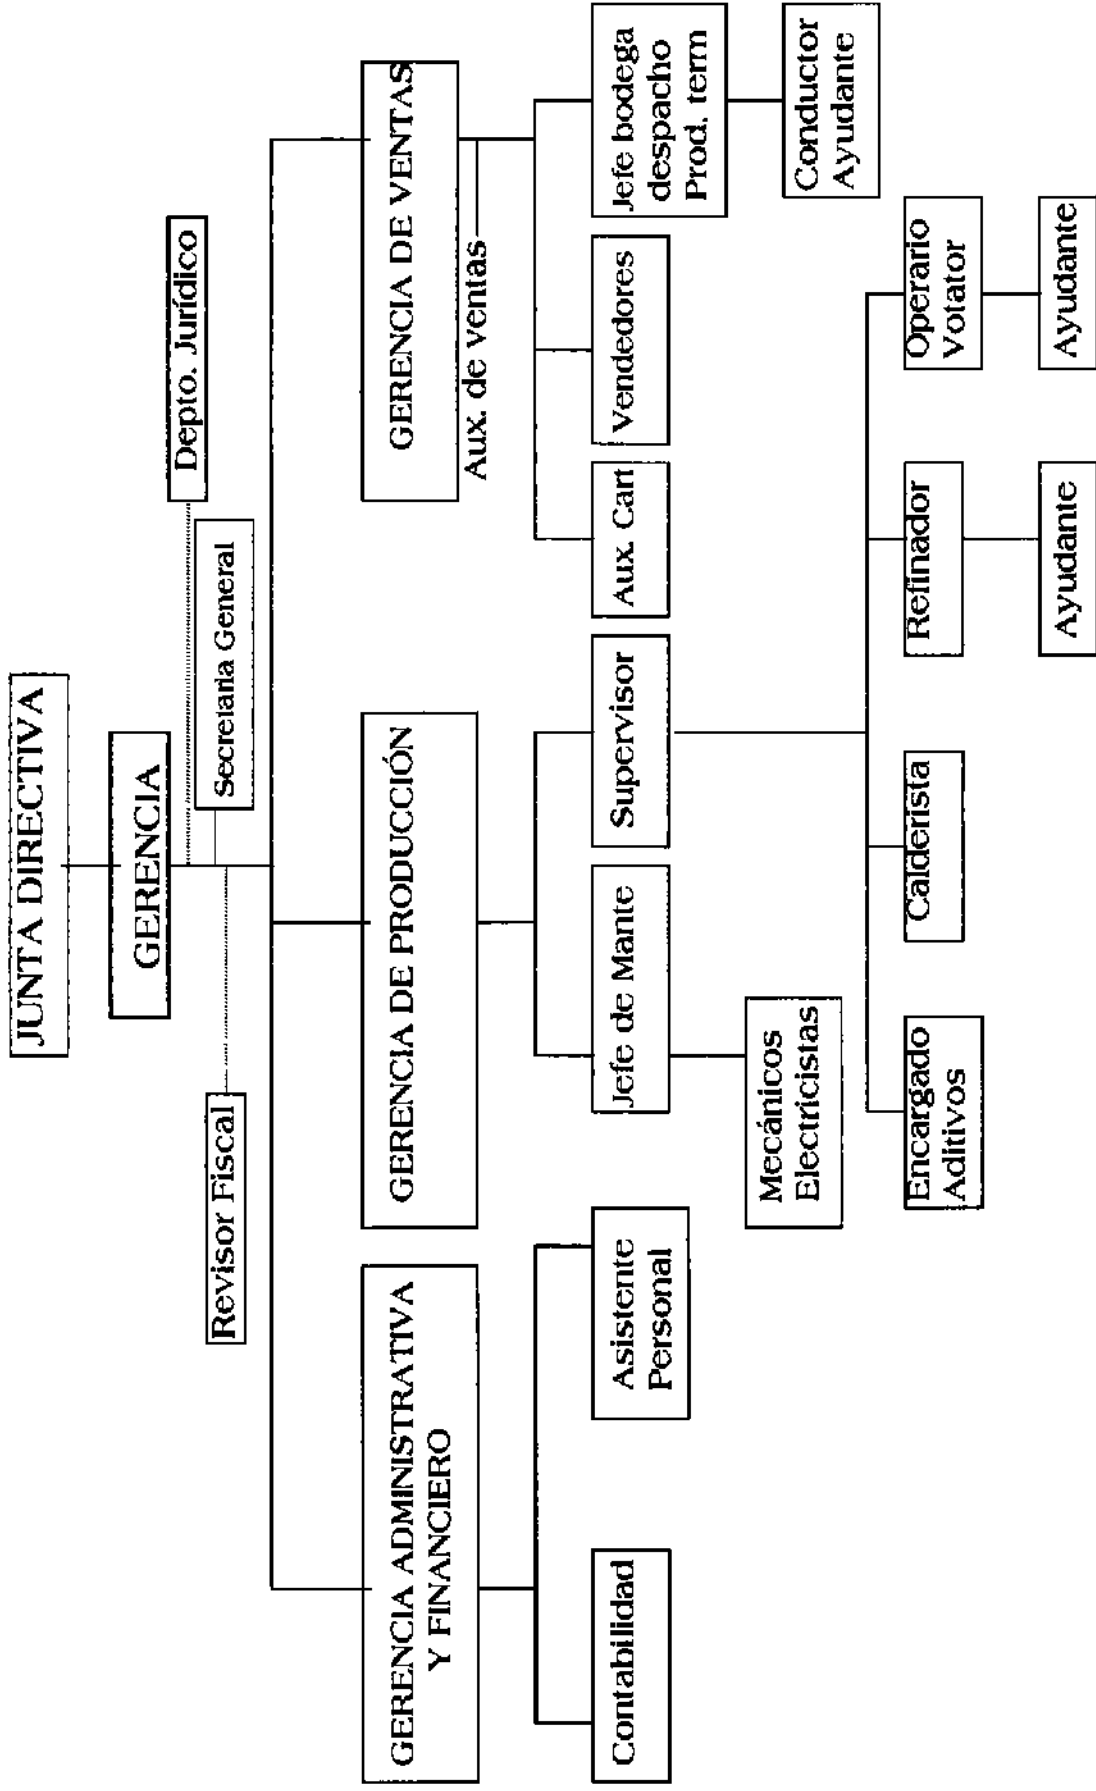 JUNTA DIRECTIVA
GERENCIA
Depto. Jurídico
Secretaria General
Revisor Fiscal
GERENCIA ADMINISTRATIVA
Y FINANCIERO
GERENCIA DE PRODUCCIÓN
GERENCIA DE VENTAS
Aux. de ventas
Contabilidad
Asistente
Personal
Jefe de Mante
Supervisor
Aux. Cart
Vendedores
Jefe bodega
despacho
Prod. term
Mecánicos
Electricistas
Conductor
Ayudante
Encargado
Aditivos
Calderista
Refinador
Operario
Votator
Ayudante
Ayudante